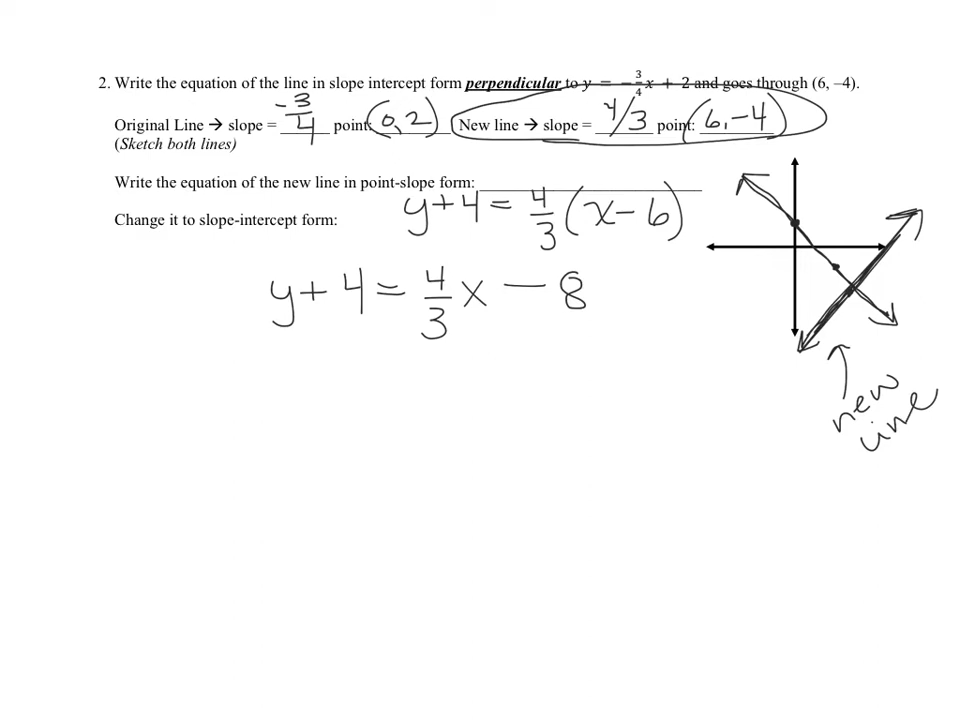 2. Write the equation of the line in slope intercept form perpendicular to y = -3/4 x + 2 and goes through (6, –4).
Original Line → slope = -3/4 point: (0, 2) New line → slope = 4/3 point: (6, -4)
(Sketch both lines)
Write the equation of the new line in point-slope form:
y+4 = 4/3 (x-6)
Change it to slope-intercept form:
y+4 = 4/3 x - 8
new
line